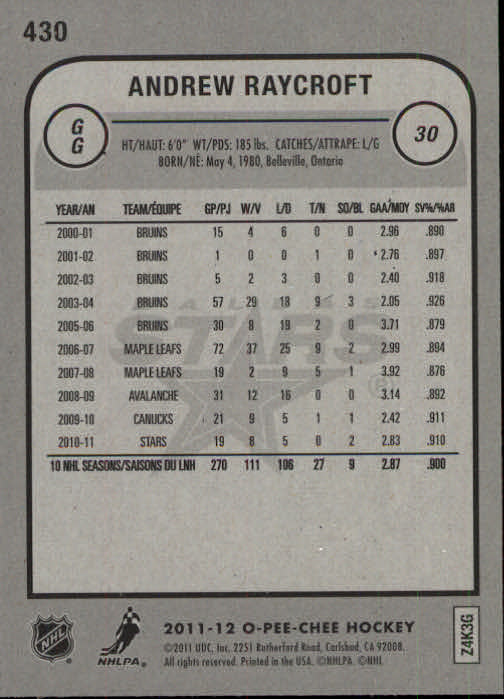 430
ANDREW RAYCROFT
G
G
HT/HAUT: 6'0" WT/PDS: 185 lbs. CATCHES/ATTRAPE: L/G
BORN/NÉ: May 4, 1980, Belleville, Ontario
30
YEAR/AN TEAM/ÉQUIPE GP/PJ W/V L/D T/N SO/BL GAA/MOY SV%/%AR
2000-01 BRUINS 15 4 6 0 0 2.96 .890
2001-02 BRUINS 1 0 0 1 0 2.76 .897
2002-03 BRUINS 5 2 3 0 0 2.40 .918
2003-04 BRUINS 57 29 18 9 3 2.05 .926
2005-06 BRUINS 30 8 19 2 0 3.71 .879
2006-07 MAPLE LEAFS 72 37 25 9 2 2.99 .894
2007-08 MAPLE LEAFS 19 2 9 5 1 3.92 .876
2008-09 AVALANCHE 31 12 16 0 0 3.14 .892
2009-10 CANUCKS 21 9 5 1 1 2.42 .911
2010-11 STARS 19 8 5 0 2 2.83 .910
10 NHL SEASONS/SAISONS DU LNH 270 111 106 27 9 2.87 .900
DALLAS
STARS
®
NHL
NHLPA.
2011-12 O-PEE-CHEE HOCKEY
©2011 UDC, Inc. 2251 Rutherford Road, Carlsbad, CA 92008.
All rights reserved. Printed in the USA. ©NHLPA. ©NHL
Z4K3G